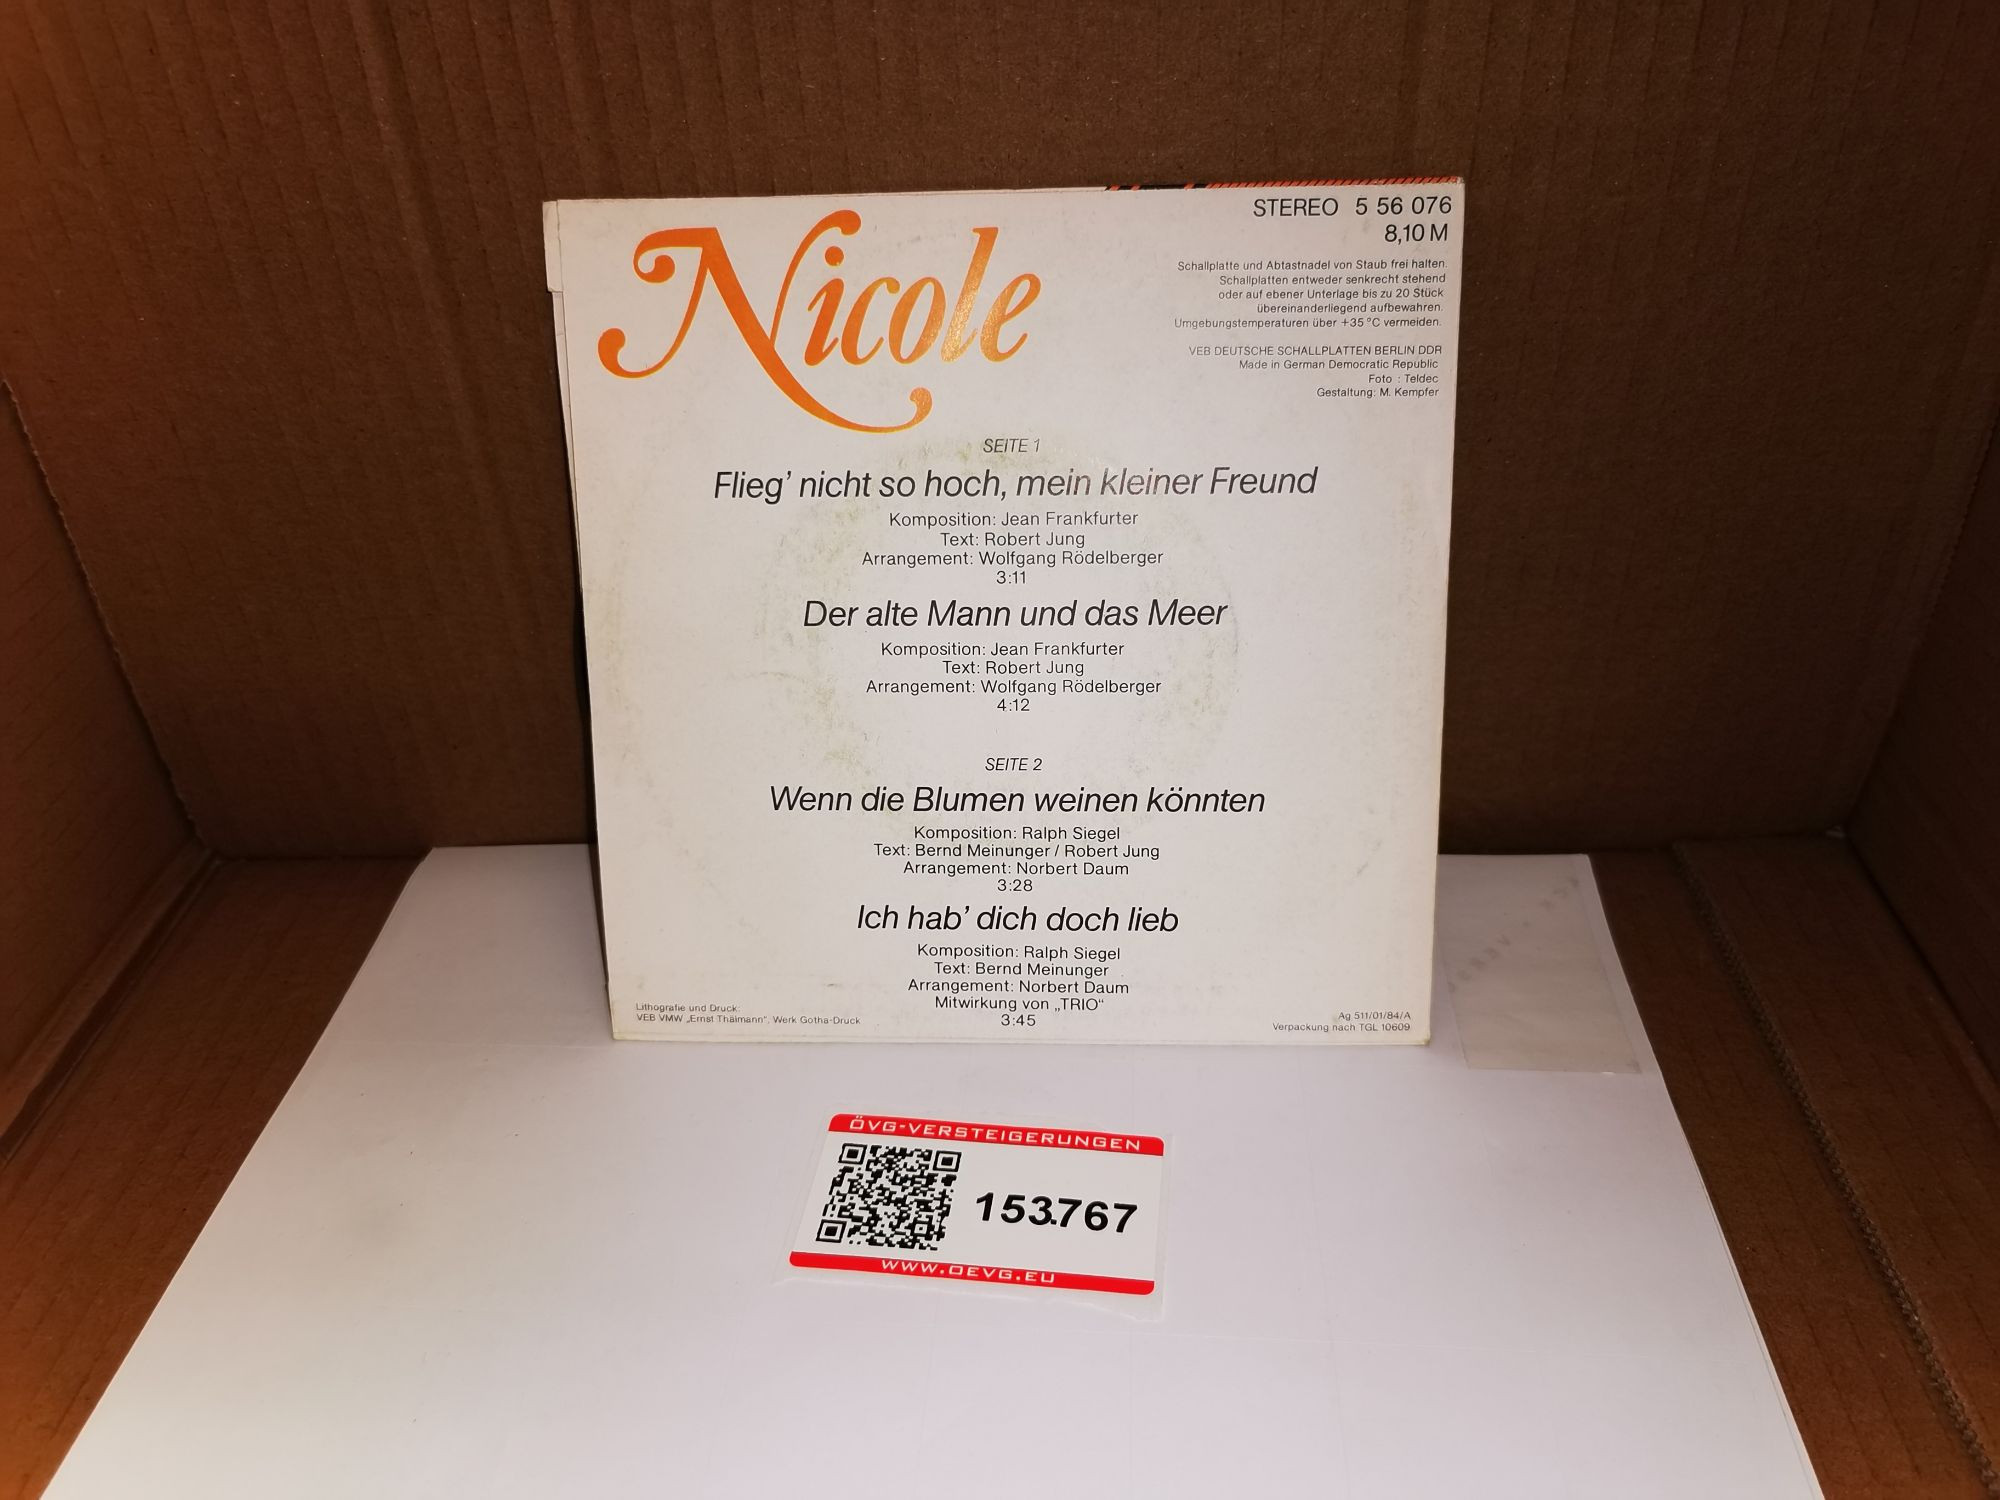 Nicole
STEREO 5 56 076
8,10 M
Schallplatte und Abtastnadel von Staub frei halten.
Schallplatten entweder senkrecht stehend
oder auf ebener Unterlage bis zu 20 Stück
übereinanderliegend aufbewahren.
Umgebungstemperaturen über +35 °C vermeiden.
VEB DEUTSCHE SCHALLPLATTEN BERLIN DDR
Made in German Democratic Republic
Foto : Teldec
Gestaltung: M. Kempfer
SEITE 1
Flieg' nicht so hoch, mein kleiner Freund
Komposition: Jean Frankfurter
Text: Robert Jung
Arrangement: Wolfgang Rödelberger
3:11
Der alte Mann und das Meer
Komposition: Jean Frankfurter
Text: Robert Jung
Arrangement: Wolfgang Rödelberger
4:12
SEITE 2
Wenn die Blumen weinen könnten
Komposition: Ralph Siegel
Text: Bernd Meinunger / Robert Jung
Arrangement: Norbert Daum
3:28
Ich hab' dich doch lieb
Komposition: Ralph Siegel
Text: Bernd Meinunger
Arrangement: Norbert Daum
Mitwirkung von „TRIO“
3:45
Lithografie und Druck:
VEB VMW „Ernst Thälmann“, Werk Gotha-Druck
Ag 511/01/84/A
Verpackung nach TGL 10609
ÖVG-VERSTEIGERUNGEN
153.767
WWW.OEVG.EU